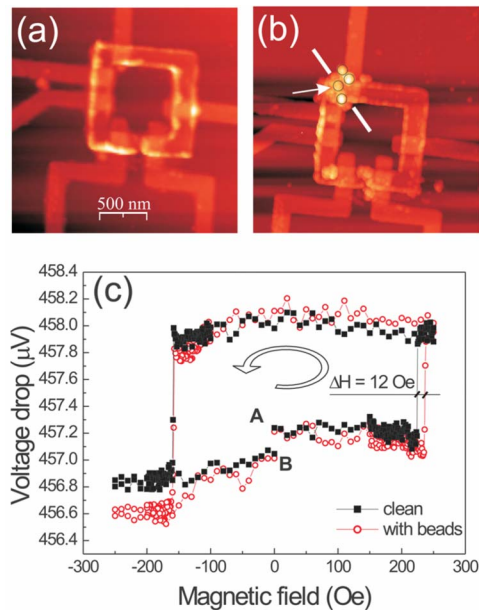 (a)
(b)
500 nm
(c)
458.4
458.2
458.0
457.8
457.6
457.4
457.2
457.0
456.8
456.6
456.4
Voltage drop (μV)
ΔH = 12 Oe
A
B
clean
with beads
-300 -200 -100 0 100 200 300
Magnetic field (Oe)